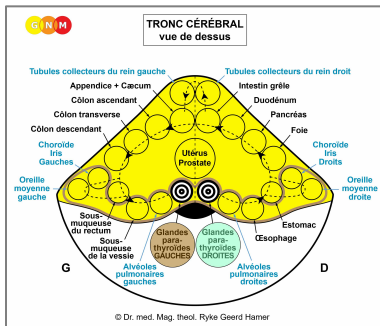 G N M
TRONC CÉRÉBRAL
vue de dessus
Tubules collecteurs du rein gauche
Tubules collecteurs du rein droit
Appendice + Cæcum
Intestin grêle
Côlon ascendant
Duodénum
Côlon transverse
Pancréas
Côlon descendant
Foie
Choroïde
Iris
Gauches
Choroïde
Iris
Droits
Utérus
Prostate
Oreille
moyenne
gauche
Oreille
moyenne
droite
Sous-
muqueuse
du rectum
Estomac
Sous-
muqueuse
de la vessie
Œsophage
Glandes
para-
thyroïdes
GAUCHES
Glandes
para-
thyroïdes
DROITES
G
D
Alvéoles
pulmonaires
gauches
Alvéoles
pulmonaires
droites
© Dr. med. Mag. theol. Ryke Geerd Hamer